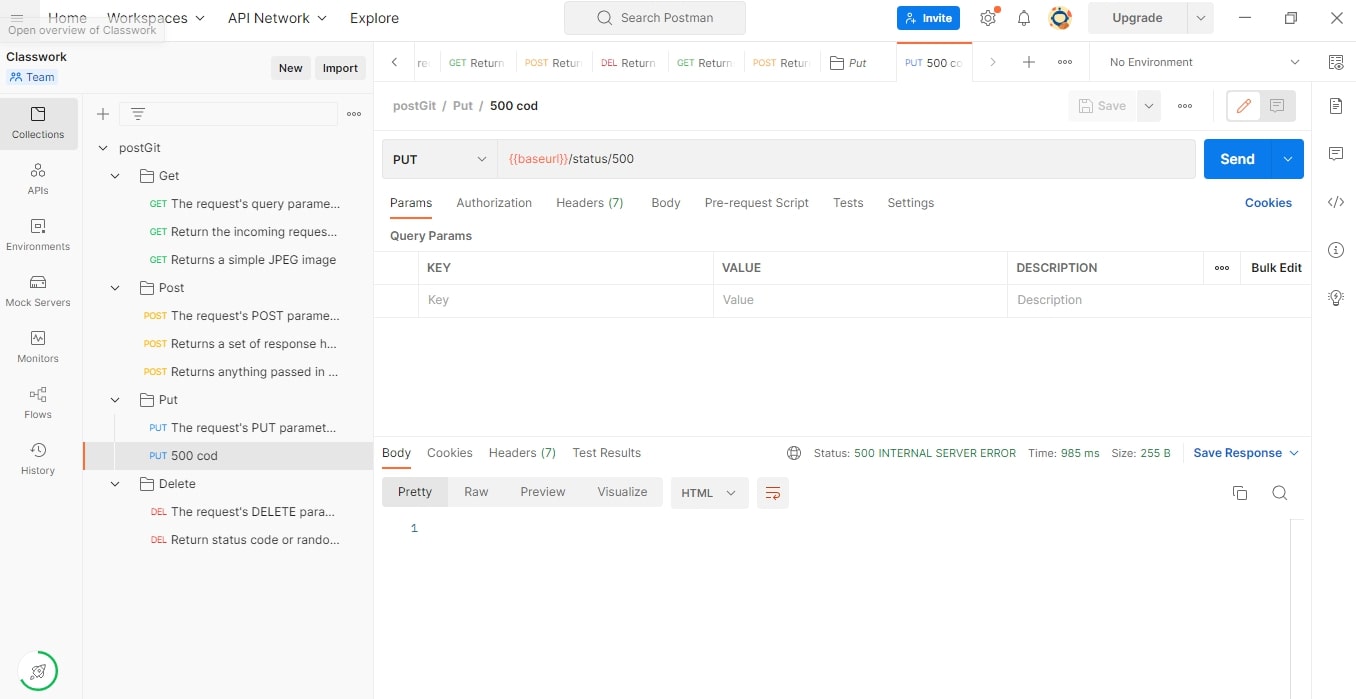 Home Workspaces API Network Explore Search Postman Invite Upgrade
Open overview of Classwork
Classwork
Team
New Import
GET Return POST Retur DEL Return GET Return POST Retur Put PUT 500 co No Environment
postGit / Put / 500 cod Save
Collections
APIs
Environments
Mock Servers
Monitors
Flows
History
postGit
Get
GET The request's query parame...
GET Return the incoming reques...
GET Returns a simple JPEG image
Post
POST The request's POST parame...
POST Returns a set of response h...
POST Returns anything passed in ...
Put
PUT The request's PUT paramet...
PUT 500 cod
Delete
DEL The request's DELETE para...
DEL Return status code or rando...
PUT {{baseurl}}/status/500 Send
Params Authorization Headers (7) Body Pre-request Script Tests Settings Cookies
Query Params
KEY VALUE DESCRIPTION Bulk Edit
Key Value Description
Body Cookies Headers (7) Test Results Status: 500 INTERNAL SERVER ERROR Time: 985 ms Size: 255 B Save Response
Pretty Raw Preview Visualize HTML
1